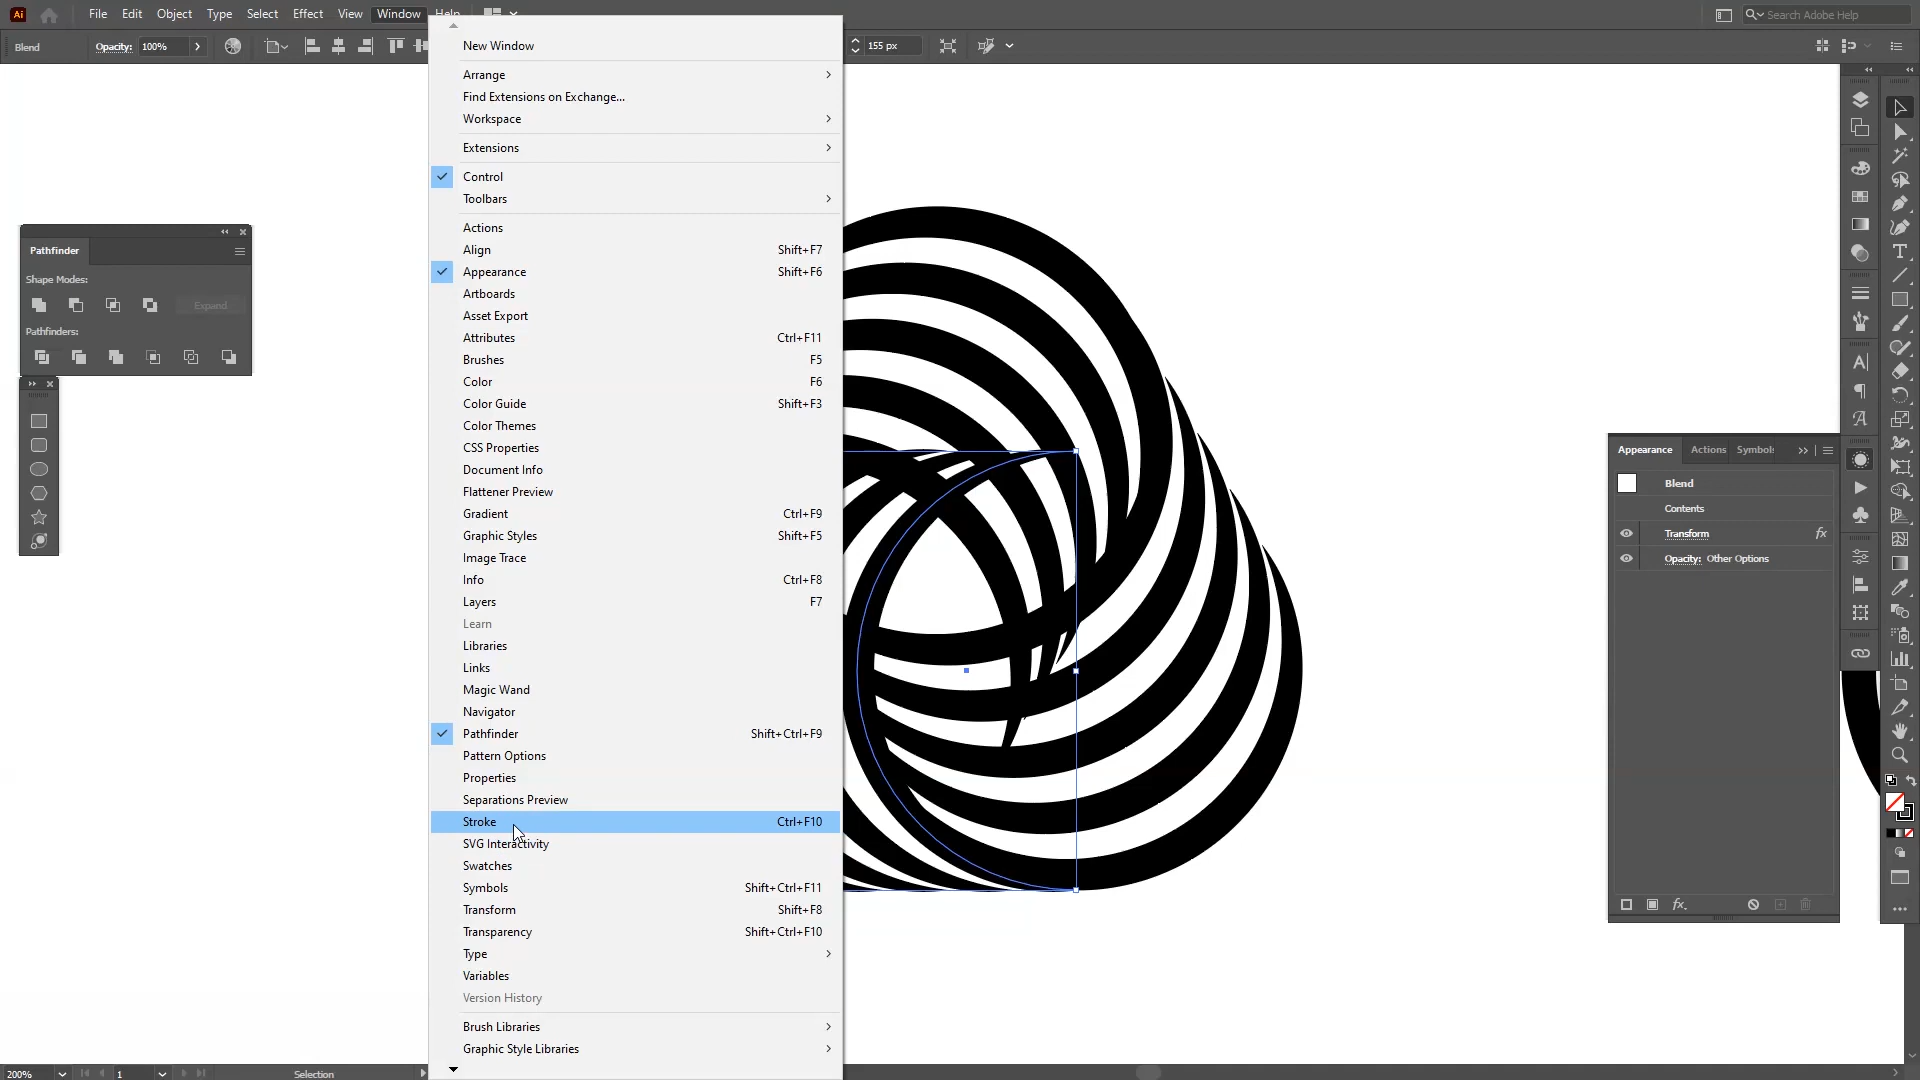 Ai
File Edit Object Type Select Effect View Window Help
Search Adobe Help
Blend Opacity: 100% 155 px
New Window
Arrange
Find Extensions on Exchange...
Workspace
Extensions
Control
Toolbars
Actions
Align Shift+F7
Appearance Shift+F6
Artboards
Asset Export
Attributes Ctrl+F11
Brushes F5
Color F6
Color Guide Shift+F3
Color Themes
CSS Properties
Document Info
Flattener Preview
Gradient Ctrl+F9
Graphic Styles Shift+F5
Image Trace
Info Ctrl+F8
Layers F7
Learn
Libraries
Links
Magic Wand
Navigator
Pathfinder Shift+Ctrl+F9
Pattern Options
Properties
Separations Preview
Stroke Ctrl+F10
SVG Interactivity
Swatches
Symbols Shift+Ctrl+F11
Transform Shift+F8
Transparency Shift+Ctrl+F10
Type
Variables
Version History
Brush Libraries
Graphic Style Libraries
Pathfinder
Shape Modes:
Expand
Pathfinders:
Appearance Actions Symbols
Blend
Contents
Transform fx
Opacity: Other Options
fx.
200% 1 Selection